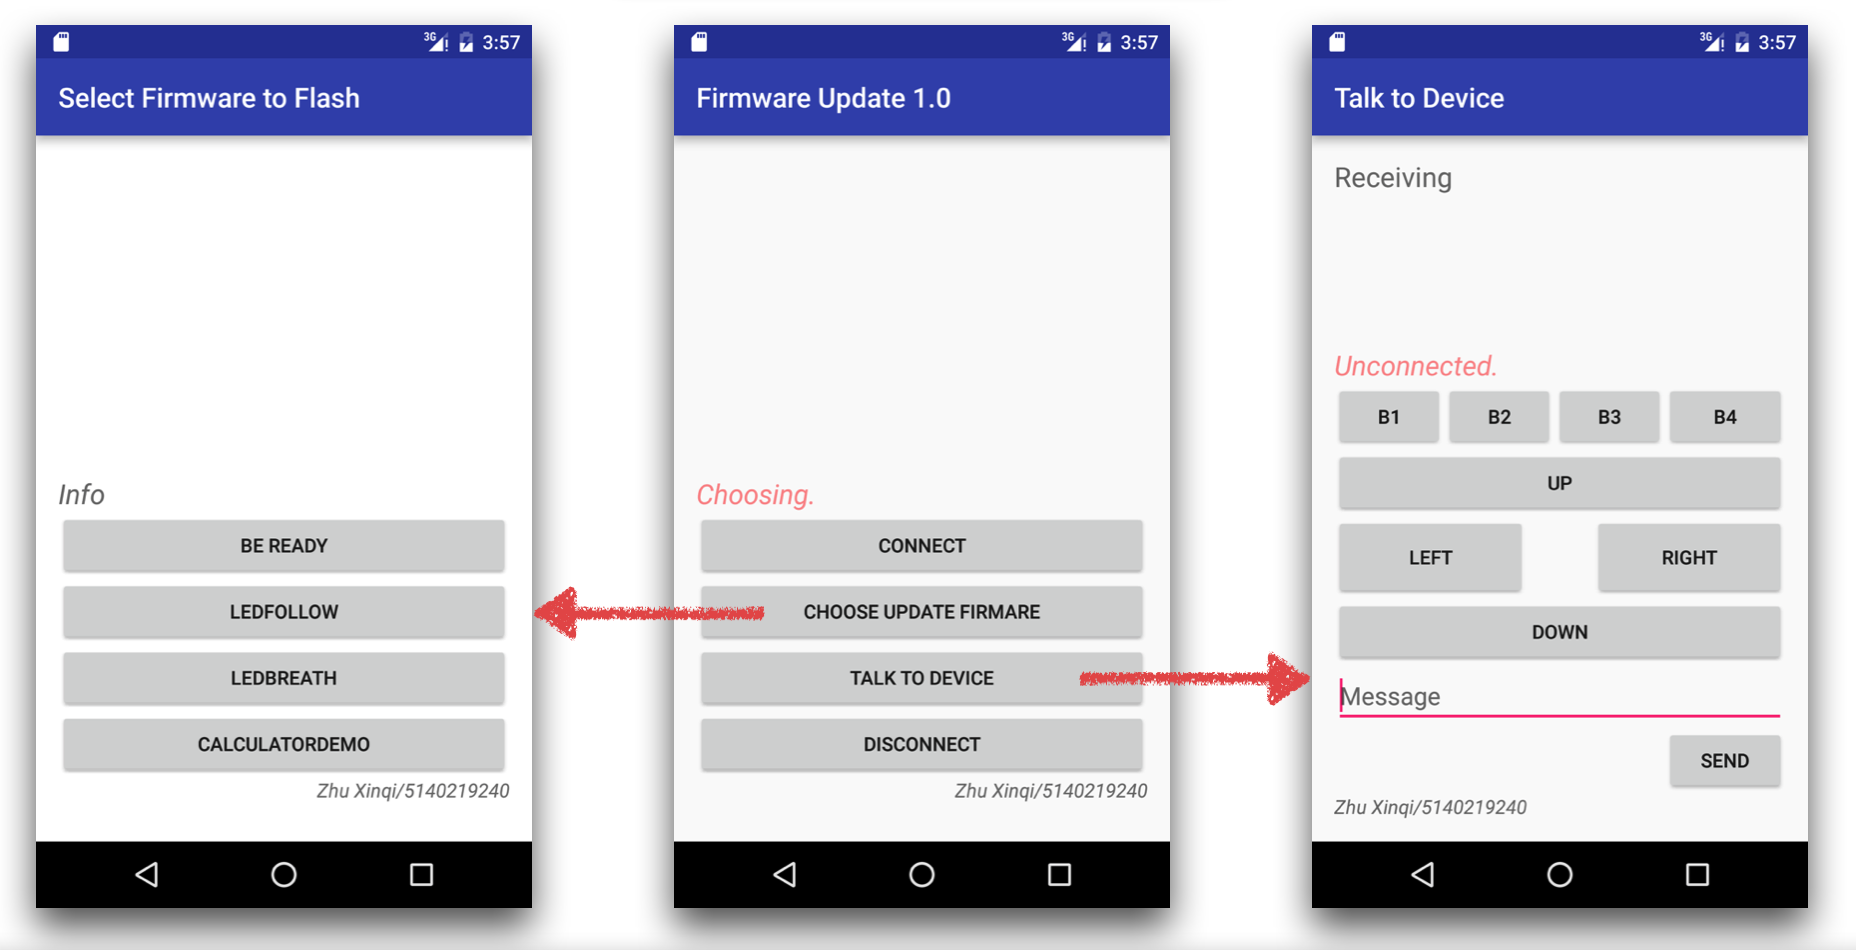 3G 3:57
Select Firmware to Flash
Info
BE READY
LEDFOLLOW
LEDBREATH
CALCULATORDEMO
Zhu Xinqi/5140219240
3G 3:57
Firmware Update 1.0
Choosing.
CONNECT
CHOOSE UPDATE FIRMARE
TALK TO DEVICE
DISCONNECT
Zhu Xinqi/5140219240
3G 3:57
Talk to Device
Receiving
Unconnected.
B1 B2 B3 B4
UP
LEFT RIGHT
DOWN
Message
SEND
Zhu Xinqi/5140219240